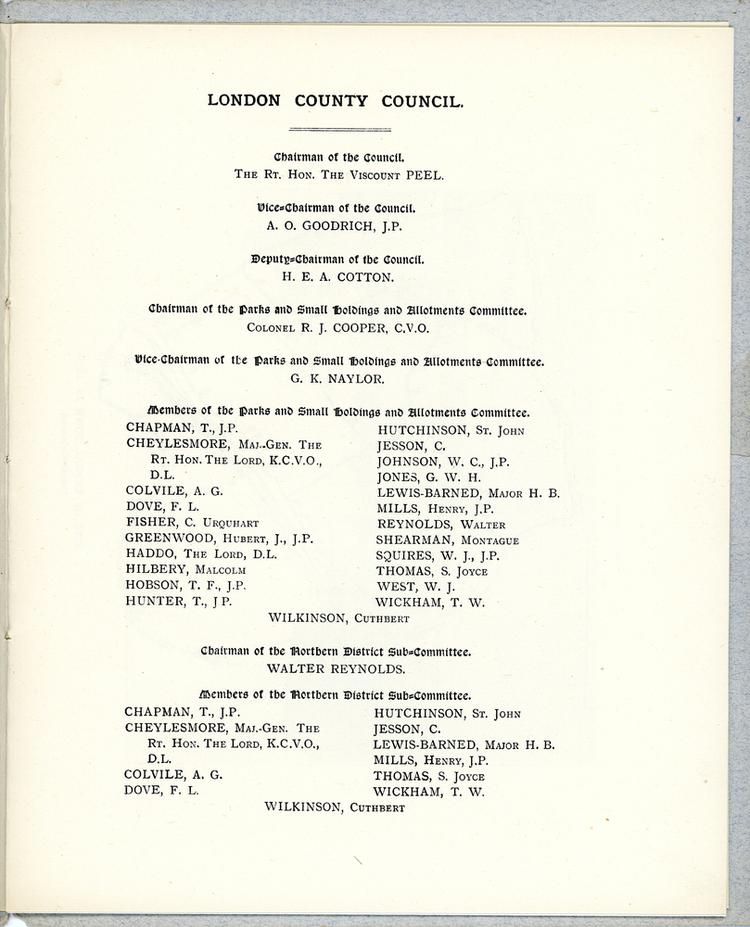 LONDON COUNTY COUNCIL.
Chairman of the Council.
THE RT. HON. THE VISCOUNT PEEL.
Vice-Chairman of the Council.
A. O. GOODRICH, J.P.
Deputy-Chairman of the Council.
H. E. A. COTTON.
Chairman of the Parks and Small Holdings and Allotments Committee.
COLONEL R. J. COOPER, C.V.O.
Vice-Chairman of the Parks and Small Holdings and Allotments Committee.
G. K. NAYLOR.
Members of the Parks and Small Holdings and Allotments Committee.
CHAPMAN, T., J.P.
CHEYLESMORE, MAJ.-GEN. THE
RT. HON. THE LORD, K.C.V.O.,
D.L.
COLVILE, A. G.
DOVE, F. L.
FISHER, C. URQUHART
GREENWOOD, HUBERT, J., J.P.
HADDO, THE LORD, D.L.
HILBERY, MALCOLM
HOBSON, T. F., J.P.
HUNTER, T., J P.
HUTCHINSON, ST. JOHN
JESSON, C.
JOHNSON, W. C., J.P.
JONES, G. W. H.
LEWIS-BARNED, MAJOR H. B.
MILLS, HENRY, J.P.
REYNOLDS, WALTER
SHEARMAN, MONTAGUE
SQUIRES, W. J., J.P.
THOMAS, S. JOYCE
WEST, W. J.
WICKHAM, T. W.
WILKINSON, CUTHBERT
Chairman of the Northern District Sub-Committee.
WALTER REYNOLDS.
Members of the Northern District Sub-Committee.
CHAPMAN, T., J.P.
CHEYLESMORE, MAJ.-GEN. THE
RT. HON. THE LORD, K.C.V.O.,
D.L.
COLVILE, A. G.
DOVE, F. L.
HUTCHINSON, ST. JOHN
JESSON, C.
LEWIS-BARNED, MAJOR H. B.
MILLS, HENRY, J.P.
THOMAS, S. JOYCE
WICKHAM, T. W.
WILKINSON, CUTHBERT